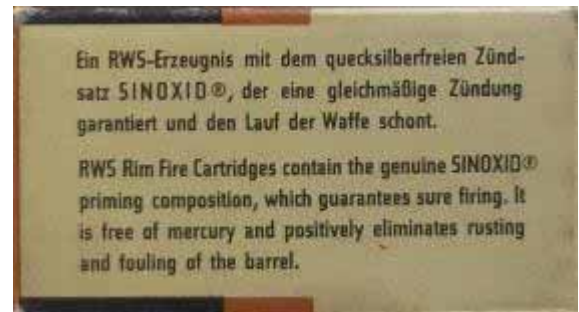 Ein RWS-Erzeugnis mit dem quecksilberfreien Zünd-
satz SINOXID®, der eine gleichmäßige Zündung
garantiert und den Lauf der Waffe schont.
RWS Rim Fire Cartridges contain the genuine SINOXID®
priming composition, which guarantees sure firing. It
is free of mercury and positively eliminates rusting
and fouling of the barrel.